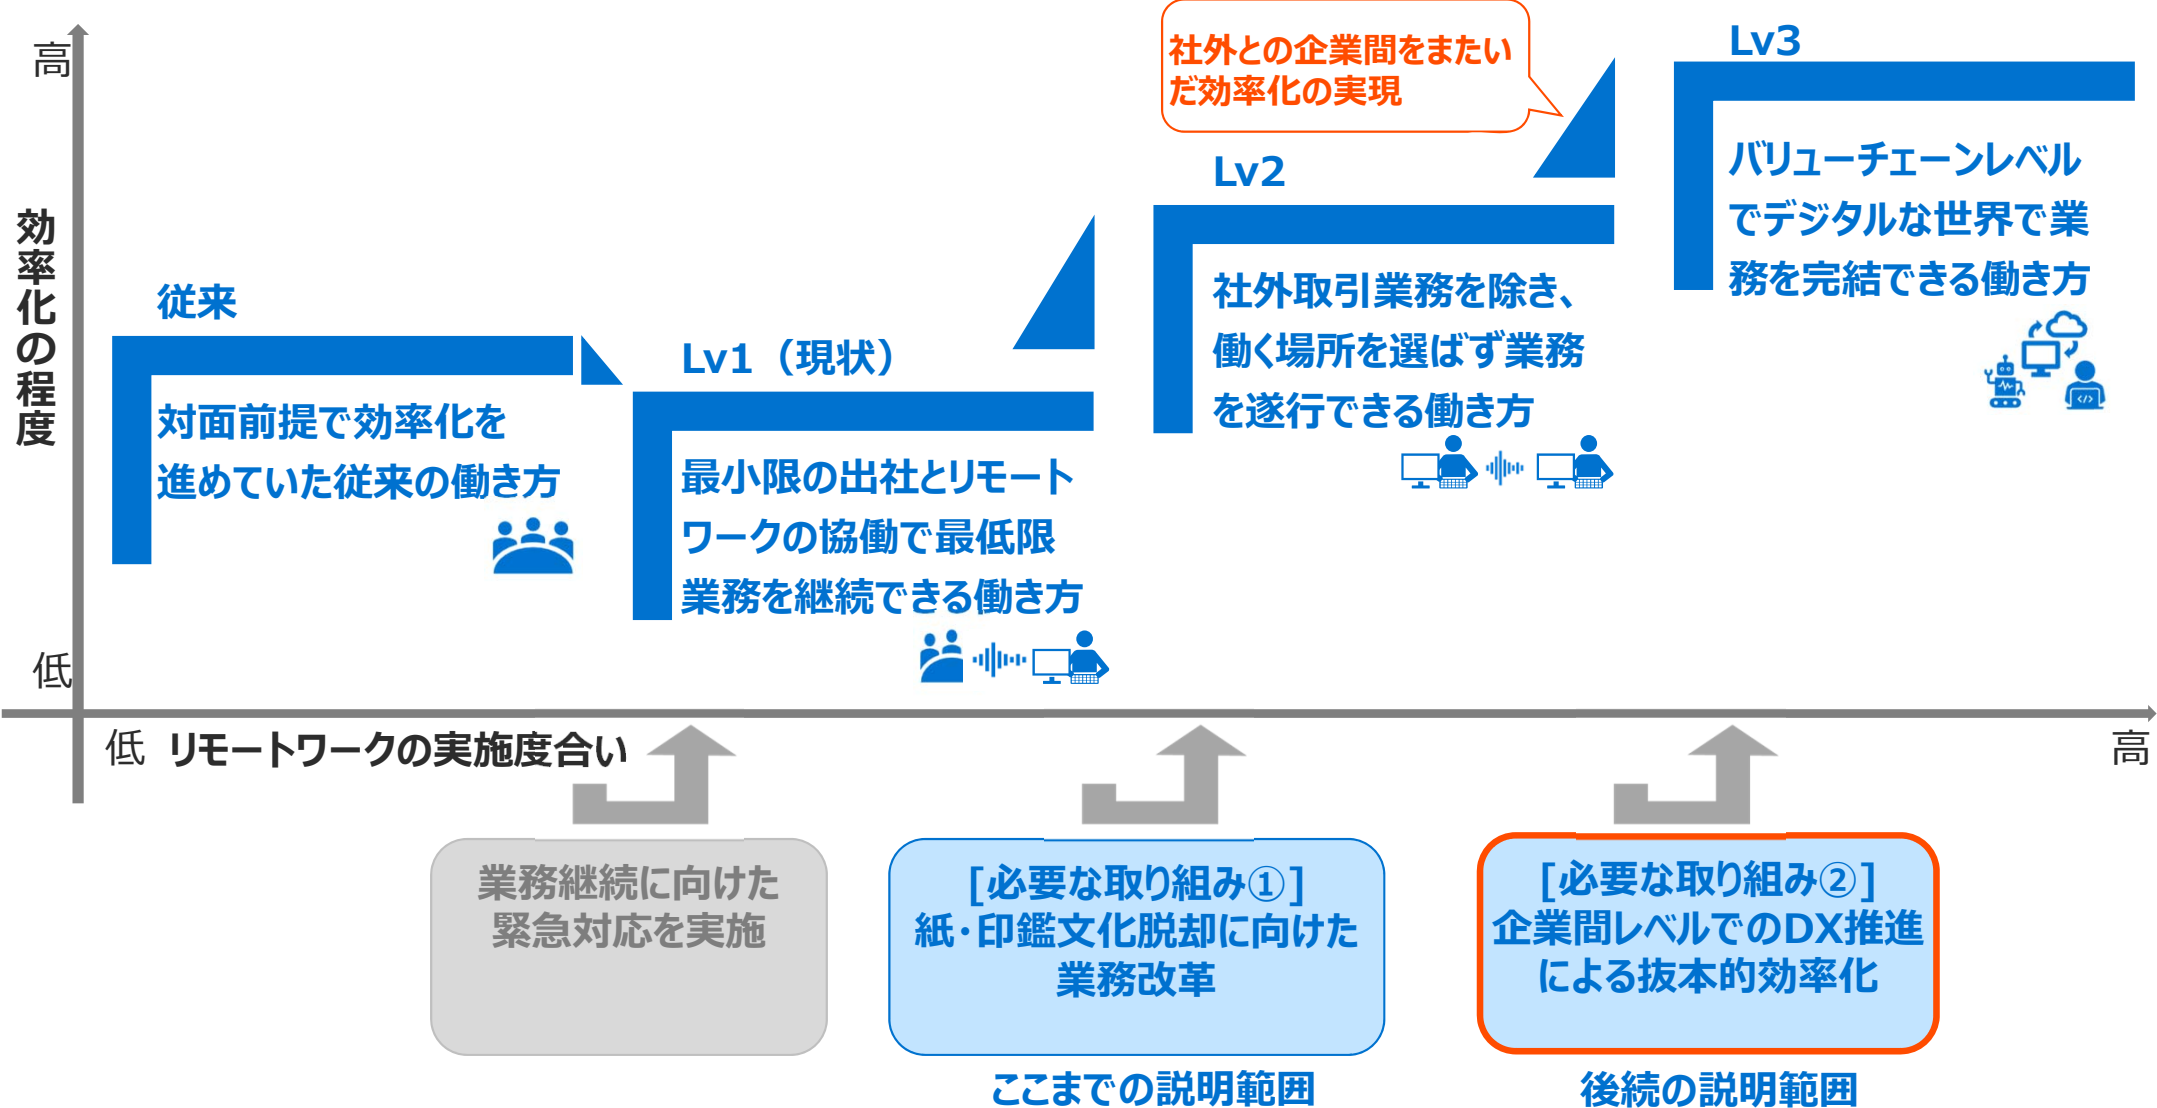 高
効率化の程度
低
従来
対面前提で効率化を
進めていた従来の働き方
Lv1（現状）
最小限の出社とリモート
ワークの協働で最低限
業務を継続できる働き方
社外との企業間をまたい
だ効率化の実現
Lv2
社外取引業務を除き、
働く場所を選ばず業務
を遂行できる働き方
Lv3
バリューチェーンレベル
でデジタルな世界で業
務を完結できる働き方
低 リモートワークの実施度合い
高
業務継続に向けた
緊急対応を実施
[必要な取り組み①]
紙・印鑑文化脱却に向けた
業務改革
ここまでの説明範囲
[必要な取り組み②]
企業間レベルでのDX推進
による抜本的効率化
後続の説明範囲